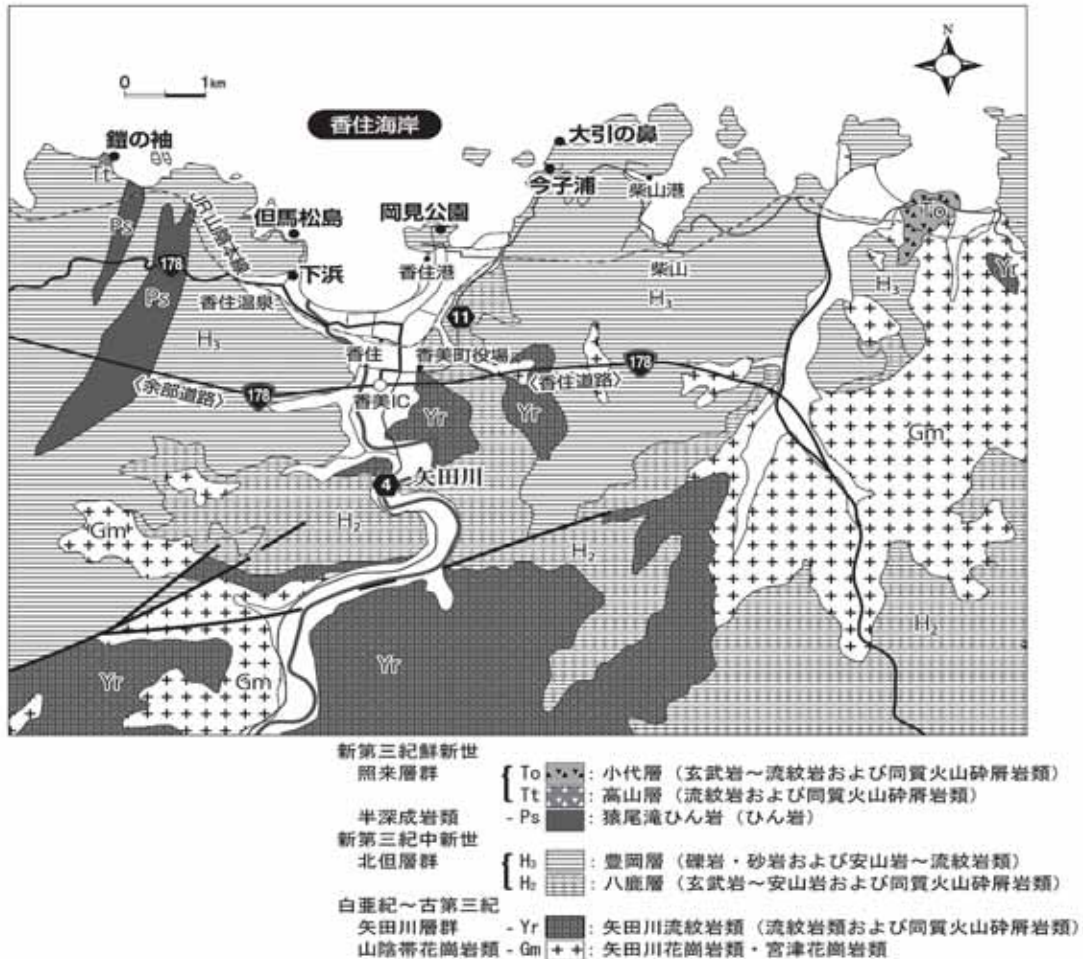 N
0 1km
香住海岸
鎧の袖
大引の鼻
今子浦
柴山港
Tt
To
JR山陰本線
但馬松島
岡見公園
Ps
178
下浜
香住港
柴山
Yr
Ps
香住温泉
H₃
H₃
11
H₃
香住
香美町役場
178
〈余部道路〉
178
〈香住道路〉
香美IC
Yr
Yr
Gm
4
矢田川
H₂
Gm
H₂
H₂
Yr
Gm
Yr
新第三紀鮮新世
照来層群 { To : 小代層（玄武岩～流紋岩および同質火山砕屑岩類）
Tt : 高山層（流紋岩および同質火山砕屑岩類）
半深成岩類 - Ps : 猿尾滝ひん岩（ひん岩）
新第三紀中新世
北但層群 { H₃ : 豊岡層（礫岩・砂岩および安山岩～流紋岩類）
H₂ : 八鹿層（玄武岩～安山岩および同質火山砕屑岩類）
白亜紀～古第三紀
矢田川層群 - Yr : 矢田川流紋岩類（流紋岩類および同質火山砕屑岩類）
山陰帯花崗岩類 - Gm ++ : 矢田川花崗岩類・宮津花崗岩類